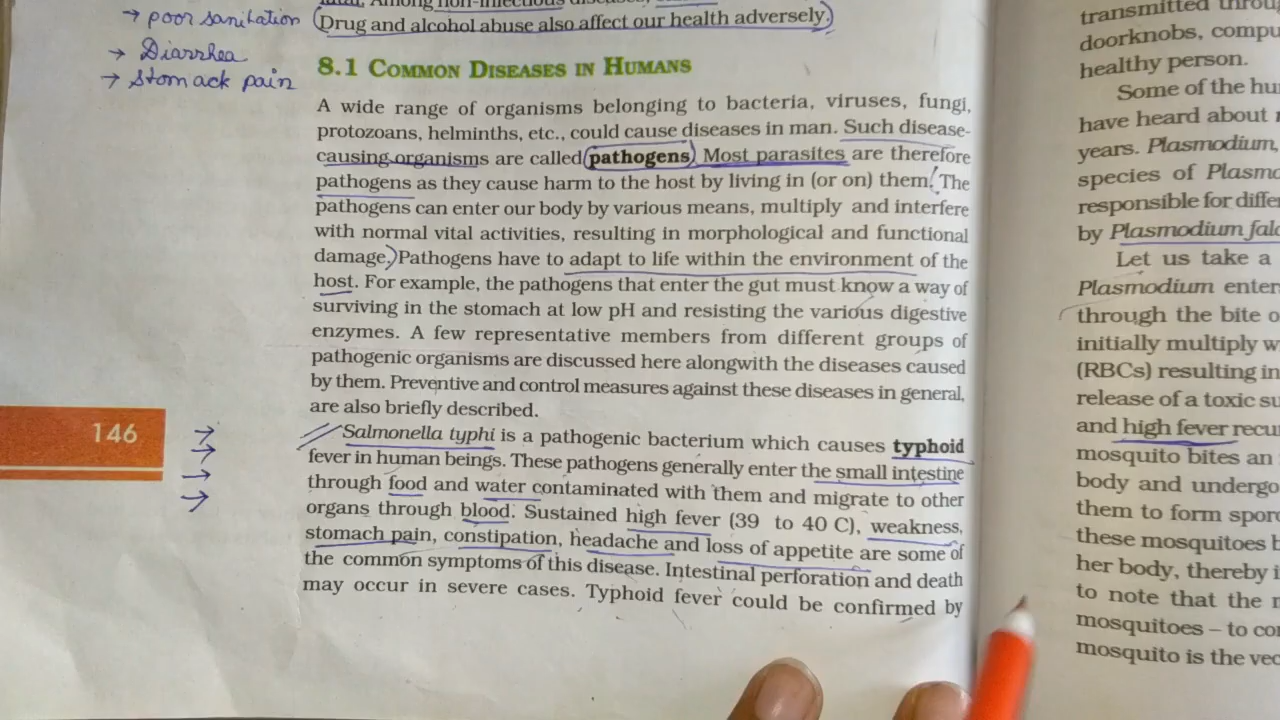 → poor sanitation
→ Diarrhea
→ Stomack pain
Drug and alcohol abuse also affect our health adversely.
8.1 COMMON DISEASES IN HUMANS
A wide range of organisms belonging to bacteria, viruses, fungi,
protozoans, helminths, etc., could cause diseases in man. Such disease-
causing organisms are called pathogens. Most parasites are therefore
pathogens as they cause harm to the host by living in (or on) them. The
pathogens can enter our body by various means, multiply and interfere
with normal vital activities, resulting in morphological and functional
damage. Pathogens have to adapt to life within the environment of the
host. For example, the pathogens that enter the gut must know a way of
surviving in the stomach at low pH and resisting the various digestive
enzymes. A few representative members from different groups of
pathogenic organisms are discussed here alongwith the diseases caused
by them. Preventive and control measures against these diseases in general,
are also briefly described.
Salmonella typhi is a pathogenic bacterium which causes typhoid
fever in human beings. These pathogens generally enter the small intestine
through food and water contaminated with them and migrate to other
organs through blood. Sustained high fever (39 to 40 C), weakness,
stomach pain, constipation, headache and loss of appetite are some of
the common symptoms of this disease. Intestinal perforation and death
may occur in severe cases. Typhoid fever could be confirmed by
146
→
→
→
→
transmitted
doorknobs,
healthy person.
Some of the
have heard about
years. Plasmodium,
species of
responsible for
by Plasmodium
Let us take a
Plasmodium
through the bite
initially multiply
(RBCs) resulting in
release of a toxic
and high fever
mosquito bites an
body and
them to form
these mosquitoes
her body, thereby
to note that the
mosquitoes – to
mosquito is the